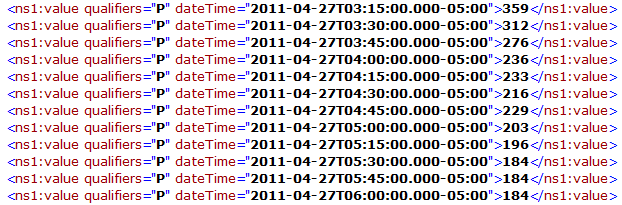 <ns1:value qualifiers="P" dateTime="2011-04-27T03:15:00.000-05:00">359</ns1:value>
<ns1:value qualifiers="P" dateTime="2011-04-27T03:30:00.000-05:00">312</ns1:value>
<ns1:value qualifiers="P" dateTime="2011-04-27T03:45:00.000-05:00">276</ns1:value>
<ns1:value qualifiers="P" dateTime="2011-04-27T04:00:00.000-05:00">236</ns1:value>
<ns1:value qualifiers="P" dateTime="2011-04-27T04:15:00.000-05:00">233</ns1:value>
<ns1:value qualifiers="P" dateTime="2011-04-27T04:30:00.000-05:00">216</ns1:value>
<ns1:value qualifiers="P" dateTime="2011-04-27T04:45:00.000-05:00">229</ns1:value>
<ns1:value qualifiers="P" dateTime="2011-04-27T05:00:00.000-05:00">203</ns1:value>
<ns1:value qualifiers="P" dateTime="2011-04-27T05:15:00.000-05:00">196</ns1:value>
<ns1:value qualifiers="P" dateTime="2011-04-27T05:30:00.000-05:00">184</ns1:value>
<ns1:value qualifiers="P" dateTime="2011-04-27T05:45:00.000-05:00">184</ns1:value>
<ns1:value qualifiers="P" dateTime="2011-04-27T06:00:00.000-05:00">184</ns1:value>